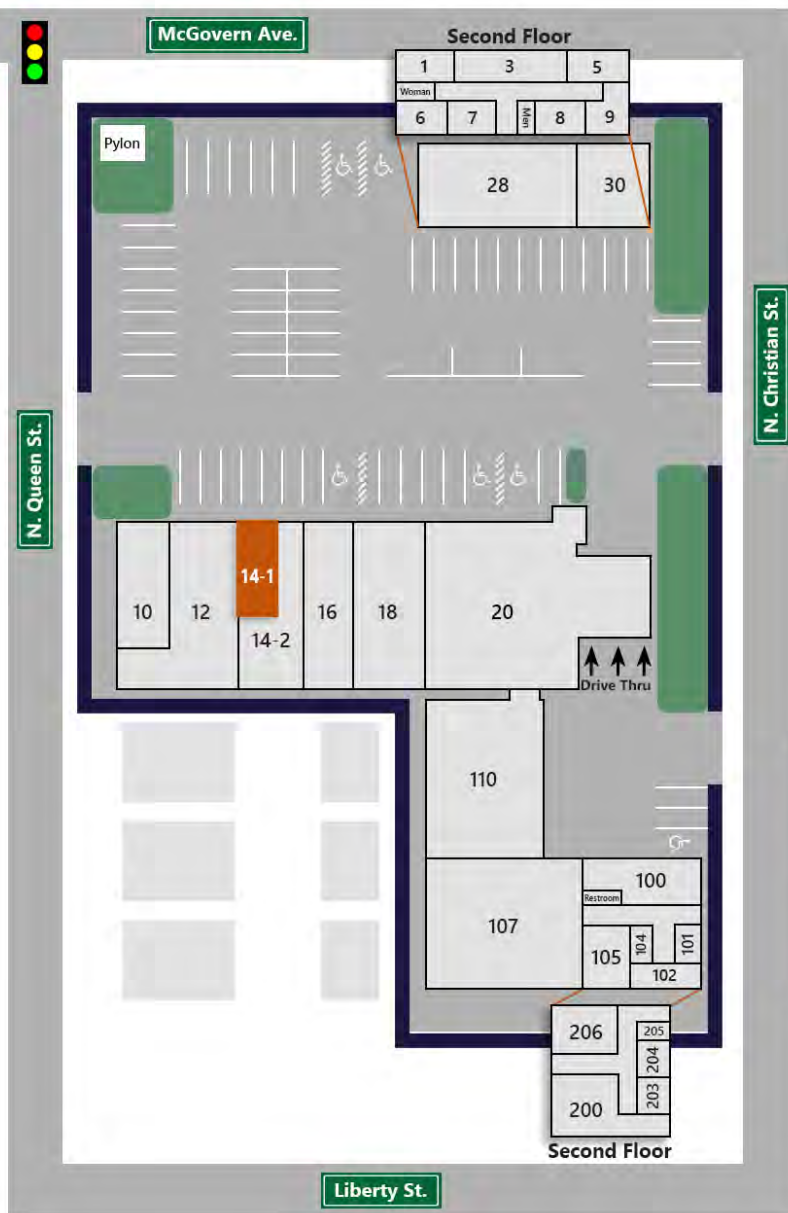 McGovern Ave.
Second Floor
1 3 5
Woman
6 7 Men 8 9
Pylon
28 30
N. Christian St.
N. Queen St.
10 12 14-1 16 18 20
14-2
Drive Thru
110
100
Restroom
107
105 104 101
102
206 205
204
200 203
Second Floor
Liberty St.